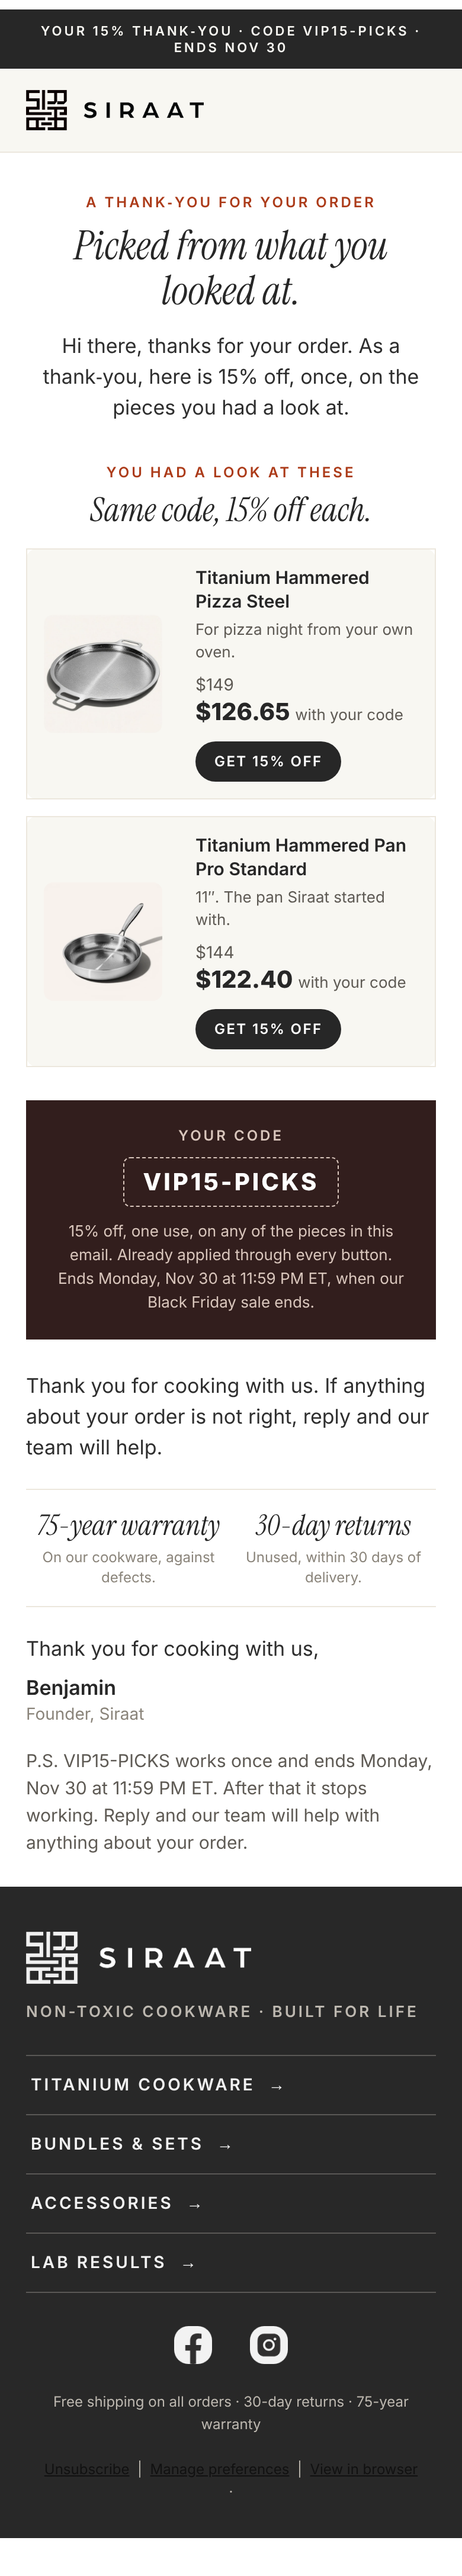 YOUR 15% THANK-YOU · CODE VIP15-PICKS ·
ENDS NOV 30
SIRAAT
A THANK-YOU FOR YOUR ORDER
Picked from what you
looked at.
Hi there, thanks for your order. As a
thank-you, here is 15% off, once, on the
pieces you had a look at.
YOU HAD A LOOK AT THESE
Same code, 15% off each.
Titanium Hammered
Pizza Steel
For pizza night from your own
oven.
$149
$126.65 with your code
GET 15% OFF
Titanium Hammered Pan
Pro Standard
11″. The pan Siraat started
with.
$144
$122.40 with your code
GET 15% OFF
YOUR CODE
VIP15-PICKS
15% off, one use, on any of the pieces in this
email. Already applied through every button.
Ends Monday, Nov 30 at 11:59 PM ET, when our
Black Friday sale ends.
Thank you for cooking with us. If anything
about your order is not right, reply and our
team will help.
75-year warranty
On our cookware, against
defects.
30-day returns
Unused, within 30 days of
delivery.
Thank you for cooking with us,
Benjamin
Founder, Siraat
P.S. VIP15-PICKS works once and ends Monday,
Nov 30 at 11:59 PM ET. After that it stops
working. Reply and our team will help with
anything about your order.
SIRAAT
NON-TOXIC COOKWARE · BUILT FOR LIFE
TITANIUM COOKWARE →
BUNDLES & SETS →
ACCESSORIES →
LAB RESULTS →
Free shipping on all orders · 30-day returns · 75-year
warranty
Unsubscribe | Manage preferences | View in browser
·